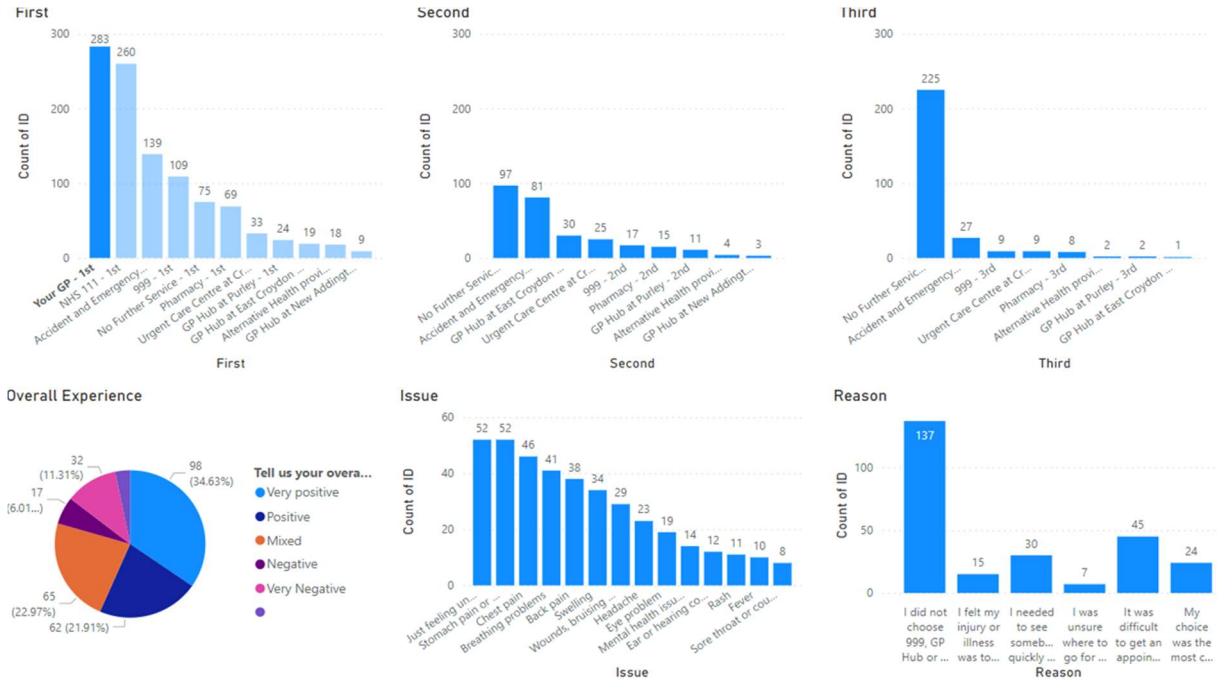 First
300
200
100
0
Count of ID
283
260
139
109
75
69
33
24
19
18
9
Your GP - 1st
NHS 111 - 1st
Accident and Emergency...
999 - 1st
No Further Service - 1st
Pharmacy - 1st
Urgent Care Centre at Cr...
GP Hub at Purley - 1st
GP Hub at East Croydon ...
Alternative Health provi...
GP Hub at New Addingt...
First
Second
300
200
100
0
Count of ID
97
81
30
25
17
15
11
4
3
No Further Servic...
Accident and Emergency...
GP Hub at East Croydon ...
Urgent Care Centre at Cr...
999 - 2nd
Pharmacy - 2nd
GP Hub at Purley - 2nd
Alternative Health provi...
GP Hub at New Addingt...
Second
Third
300
200
100
0
Count of ID
225
27
9
9
8
2
2
1
No Further Servic...
Accident and Emergency...
999 - 3rd
Urgent Care Centre at Cr...
Pharmacy - 3rd
Alternative Health provi...
GP Hub at Purley - 3rd
GP Hub at East Croydon ...
Third
Overall Experience
32
(11.31%)
17
(6.01...)
65
(22.97%)
62 (21.91%)
98
(34.63%)
Tell us your overa...
Very positive
Positive
Mixed
Negative
Very Negative
Issue
60
40
20
0
Count of ID
52
52
46
41
38
34
29
23
19
14
12
11
10
8
Just feeling un...
Stomach pain or ...
Chest pain
Breathing problems
Back pain
Swelling
Wounds, bruising ...
Headache
Eye problem
Mental health issu...
Ear or hearing co...
Rash
Fever
Sore throat or cou...
Issue
Reason
100
50
0
Count of ID
137
15
30
7
45
24
I did not
choose
999, GP
Hub or ...
I felt my
injury or
illness
was to...
I needed
to see
someb...
quickly ...
I was
unsure
where to
go for ...
It was
difficult
to get an
appoin...
My
choice
was the
most c...
Reason